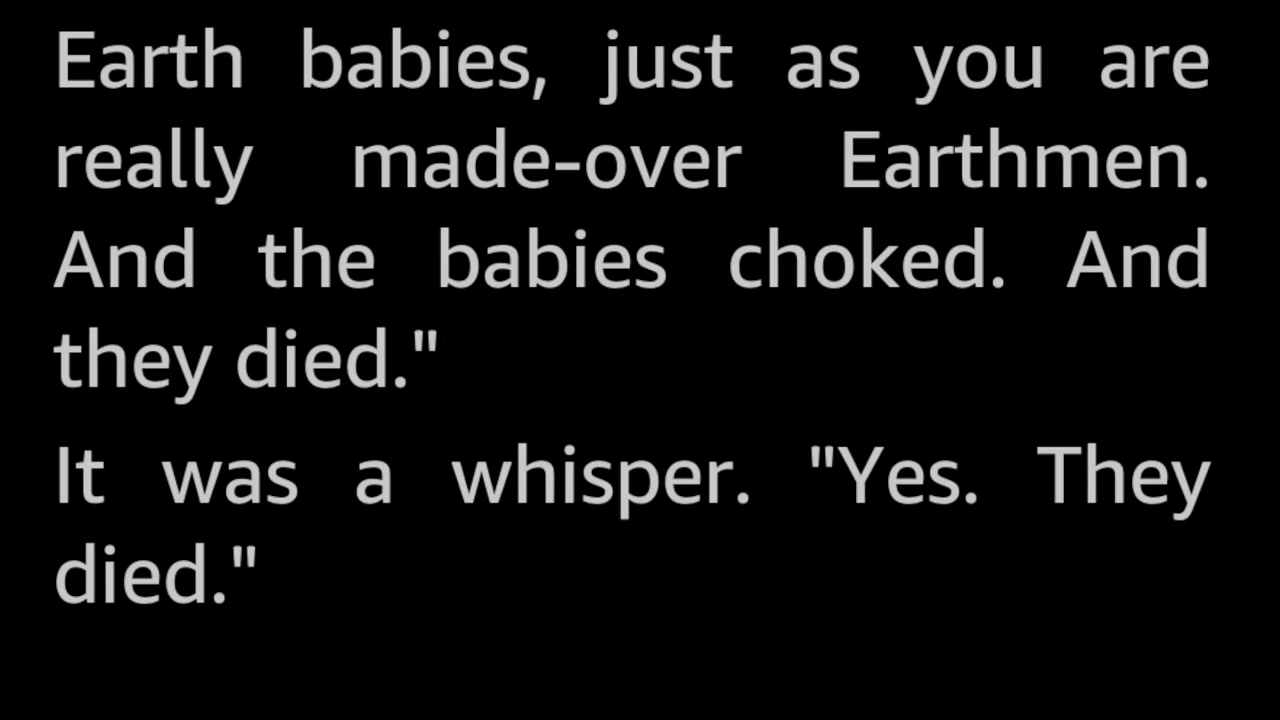 Earth babies, just as you are
really made-over Earthmen.
And the babies choked. And
they died."
It was a whisper. "Yes. They
died."